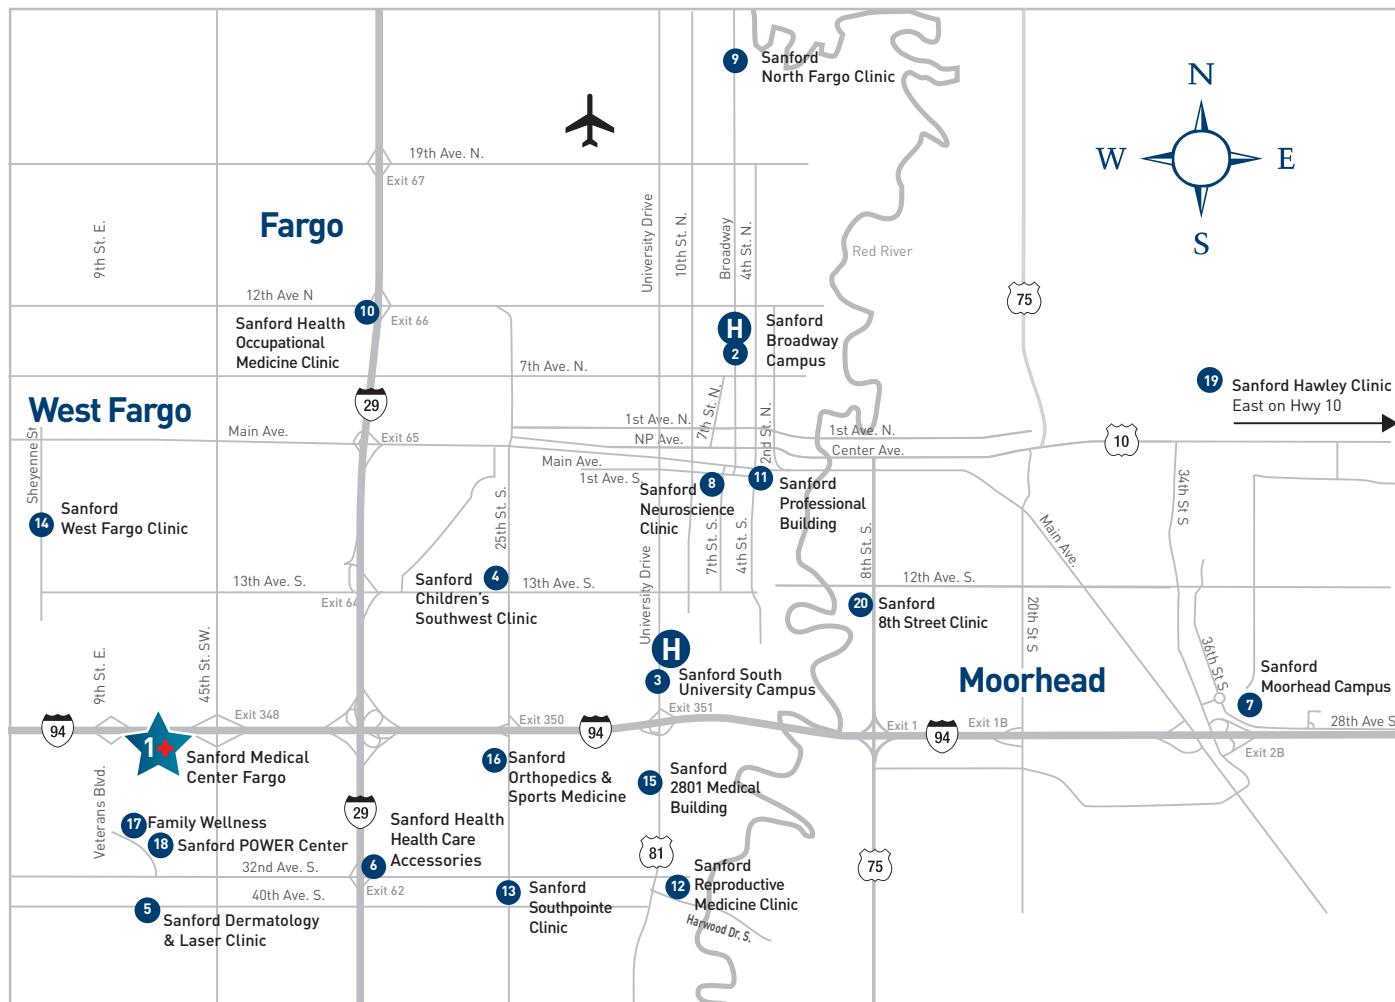 9
Sanford
North Fargo Clinic
N
W
E
S
19th Ave. N.
Exit 67
Fargo
9th St. E.
University Drive
10th St. N.
Broadway
4th St. N.
Red River
75
12th Ave N
10
Exit 66
Sanford Health
Occupational
Medicine Clinic
H
2
Sanford
Broadway
Campus
7th Ave. N.
19
Sanford Hawley Clinic
East on Hwy 10
West Fargo
29
7th St. N.
2nd St. N.
1st Ave. N.
1st Ave. N.
Main Ave.
Exit 65
NP Ave.
Center Ave.
10
Main Ave.
1st Ave. S.
Sheyenne St
14
Sanford
West Fargo Clinic
25th St. S.
8
Sanford
Neuroscience
Clinic
11
Sanford
Professional
Building
34th St S
Main Ave.
7th St. S.
4th St. S.
8th St. S.
University Drive
13th Ave. S.
Exit 64
4
Sanford
Children's
Southwest Clinic
13th Ave. S.
12th Ave. S.
20
Sanford
8th Street Clinic
20th St S
36th St S
9th St. E.
45th St. SW.
H
3
Sanford South
University Campus
Moorhead
Sanford
Moorhead Campus
7
94
Exit 348
Exit 350
94
Exit 351
Exit 1
94
Exit 1B
28th Ave S
Exit 2B
1
Sanford Medical
Center Fargo
16
Sanford
Orthopedics &
Sports Medicine
15
Sanford
2801 Medical
Building
Veterans Blvd.
17
Family Wellness
18
Sanford POWER Center
29
Sanford Health
Health Care
Accessories
6
81
75
32nd Ave. S.
Exit 62
40th Ave. S.
5
Sanford Dermatology
& Laser Clinic
13
Sanford
Southpointe
Clinic
12
Sanford
Reproductive
Medicine Clinic
Harwood Dr. S.